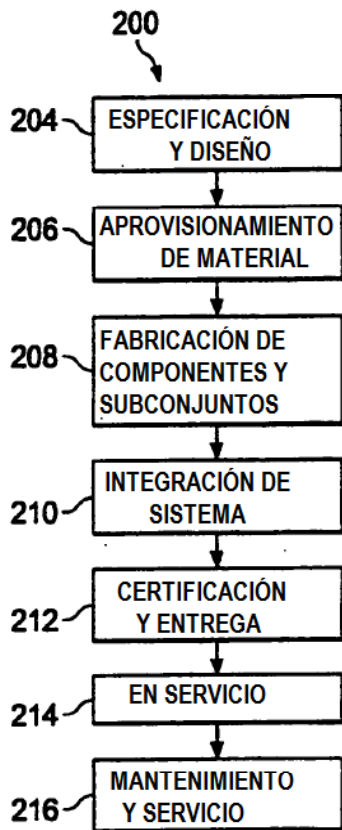 200
204
ESPECIFICACIÓN
Y DISEÑO
206
APROVISIONAMIENTO
DE MATERIAL
208
FABRICACIÓN DE
COMPONENTES Y
SUBCONJUNTOS
210
INTEGRACIÓN DE
SISTEMA
212
CERTIFICACIÓN
Y ENTREGA
214
EN SERVICIO
216
MANTENIMIENTO
Y SERVICIO